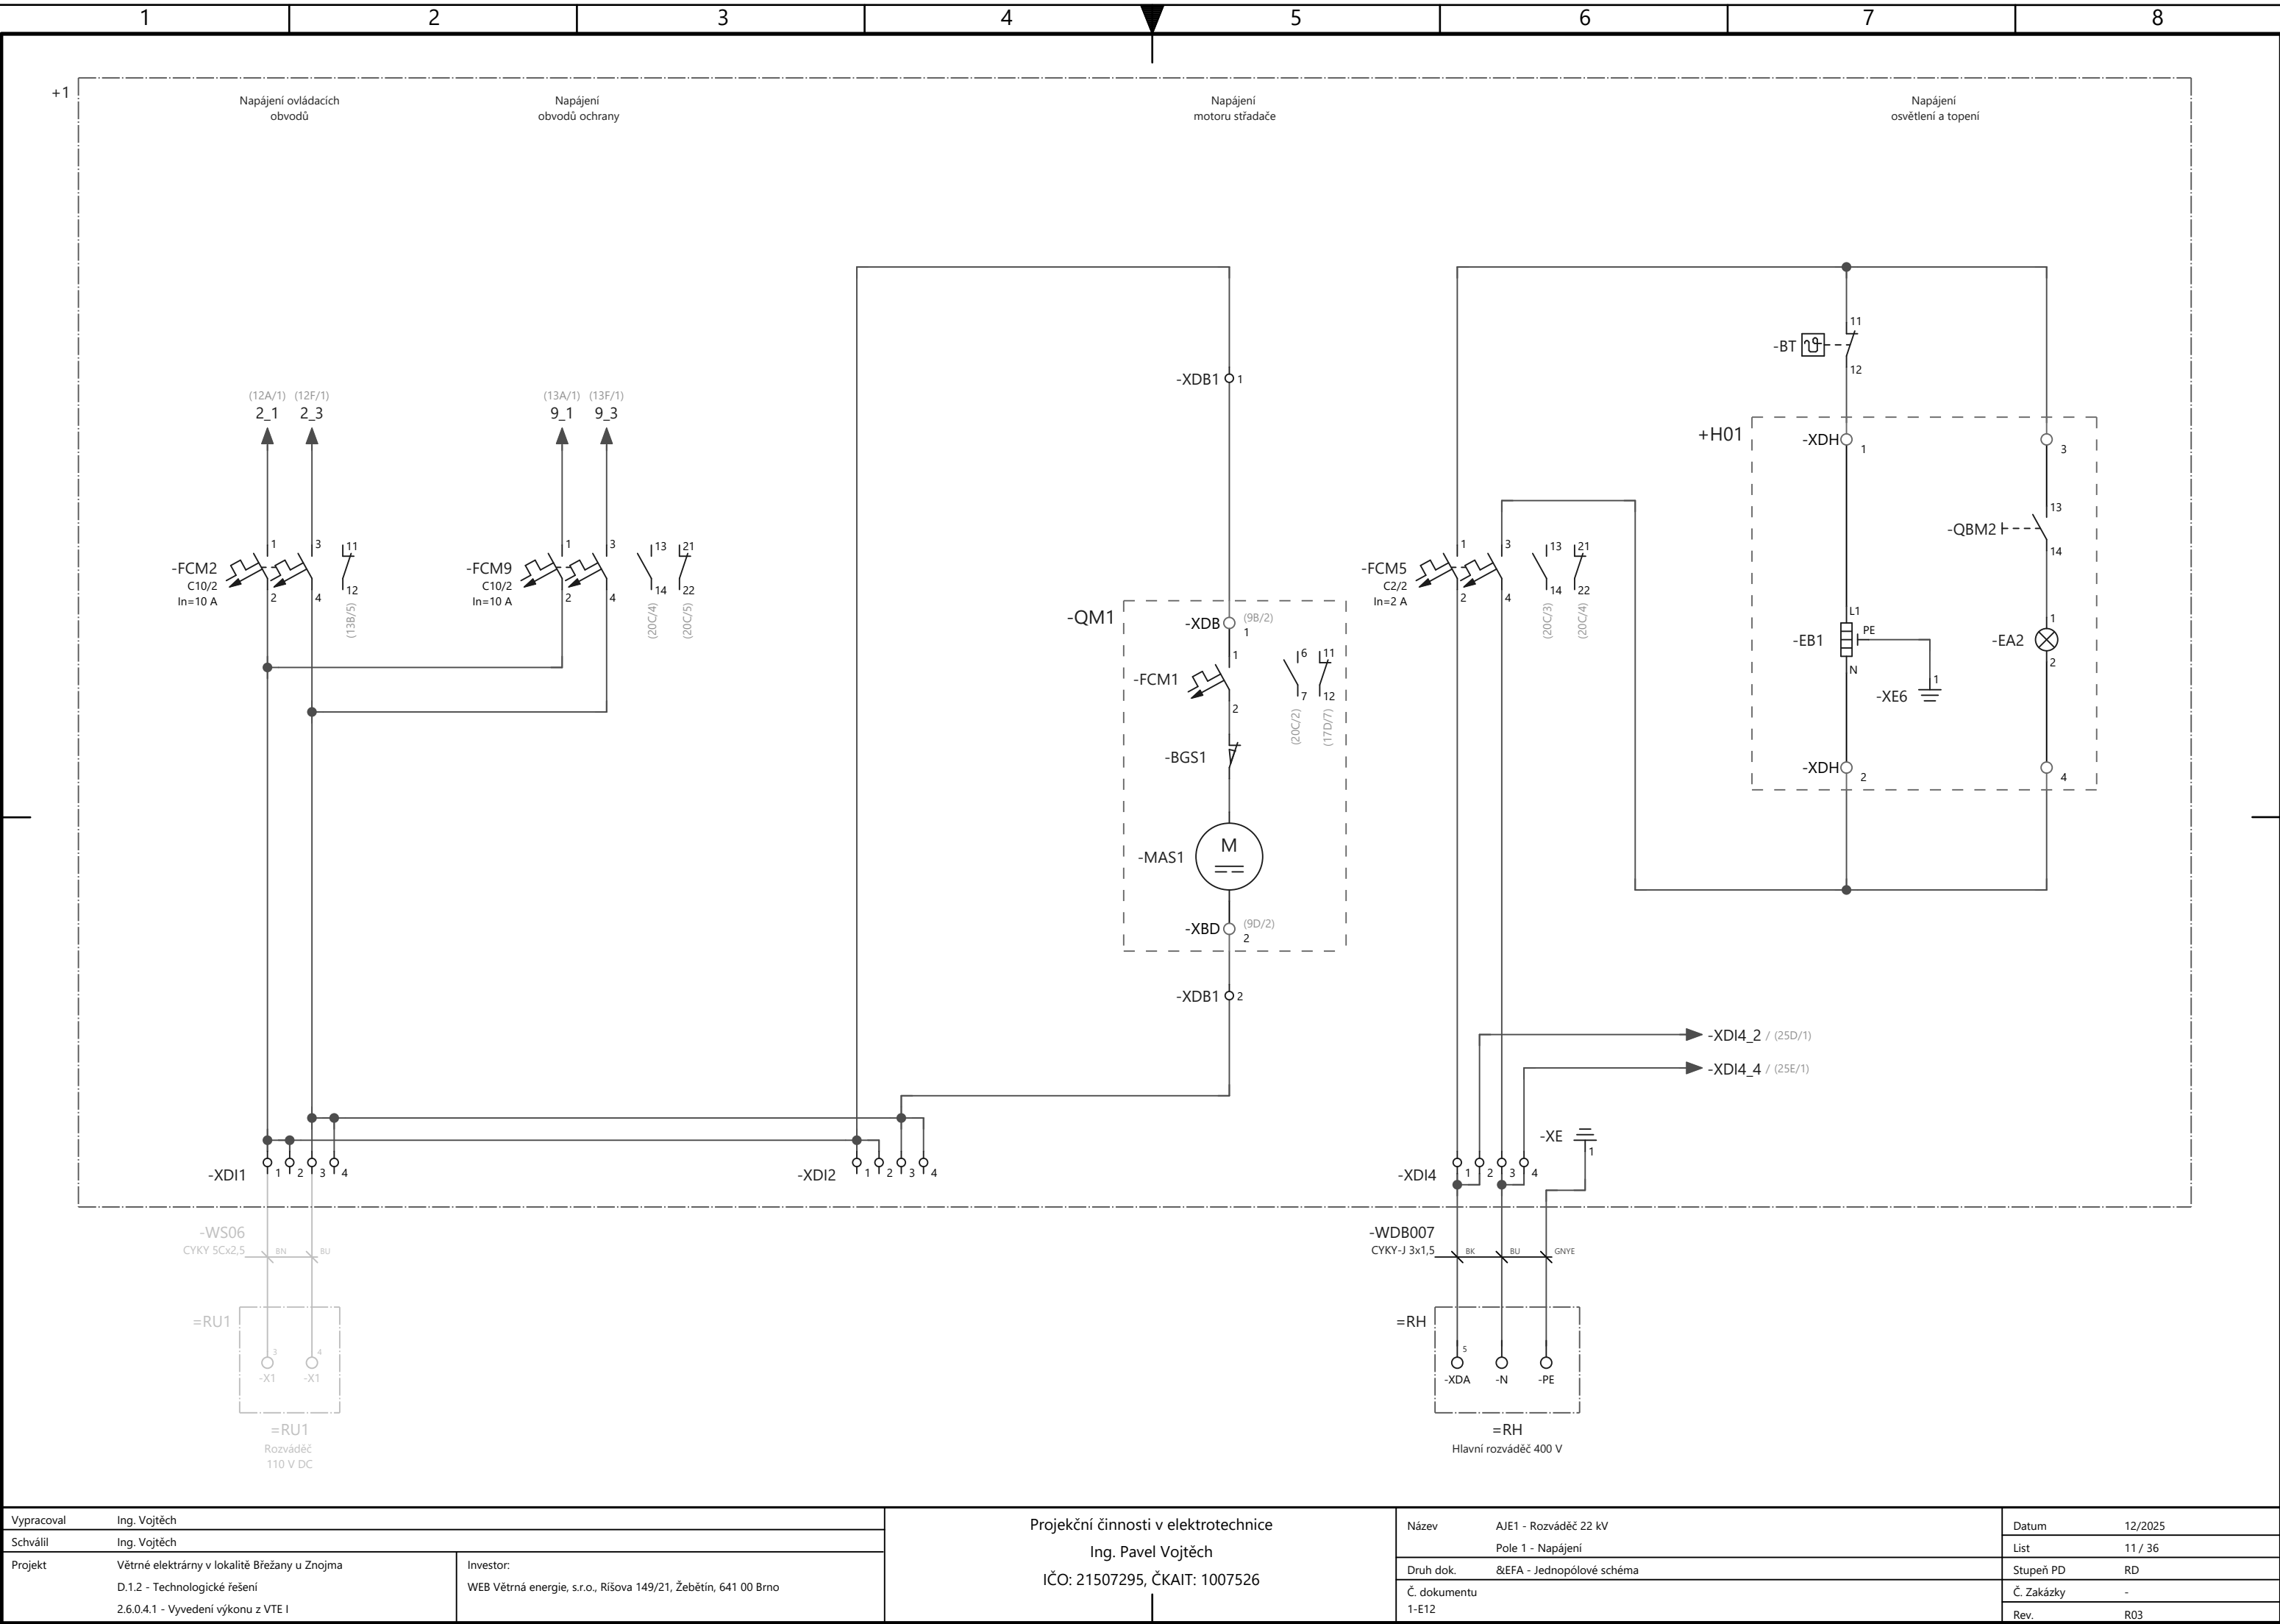 1 2 3 4 5 6 7 8
+1
Napájení ovládacích
obvodů
Napájení
obvodů ochrany
Napájení
motoru střadače
Napájení
osvětlení a topení
(12A/1) (12F/1)
2_1 2_3
(13A/1) (13F/1)
9_1 9_3
-XDB1 1
-BT
11
12
+H01
-XDH 1
3
-FCM2
C10/2
In=10 A
1 3 11
2 4 12
(13B/5)
-FCM9
C10/2
In=10 A
1 3 13 21
2 4 14 22
(20C/4) (20C/5)
-FCM5
C2/2
In=2 A
1 3 13 21
2 4 14 22
(20C/3) (20C/4)
-QBM2
13
14
-QM1
-XDB (9B/2)
1
-FCM1
1
2
6 11
7 12
(20C/2) (17D/7)
-BGS1
-MAS1
M
-XBD (9D/2)
2
-XDB1 2
L1
PE
-EB1
N
-XE6 1
-EA2
1
2
-XDH 2
4
-XDI4_2 / (25D/1)
-XDI4_4 / (25E/1)
-XE
1
-XDI1 1 2 3 4
-XDI2 1 2 3 4
-XDI4 1 2 3 4
-WS06
CYKY 5Cx2,5 BN BU
-WDB007
CYKY-J 3x1,5 BK BU GNYE
=RU1
3 4
-X1 -X1
=RU1
Rozváděč
110 V DC
=RH
5
-XDA -N -PE
=RH
Hlavní rozváděč 400 V
Vypracoval Ing. Vojtěch
Schválil Ing. Vojtěch
Projekt Větrné elektrárny v lokalitě Břežany u Znojma
D.1.2 - Technologické řešení
2.6.0.4.1 - Vyvedení výkonu z VTE I
Investor:
WEB Větrná energie, s.r.o., Ríšova 149/21, Žebětín, 641 00 Brno
Projekční činnosti v elektrotechnice
Ing. Pavel Vojtěch
IČO: 21507295, ČKAIT: 1007526
Název AJE1 - Rozváděč 22 kV
Pole 1 - Napájení
Druh dok. &EFA - Jednopólové schéma
Č. dokumentu
1-E12
Datum 12/2025
List 11 / 36
Stupeň PD RD
Č. Zakázky -
Rev. R03